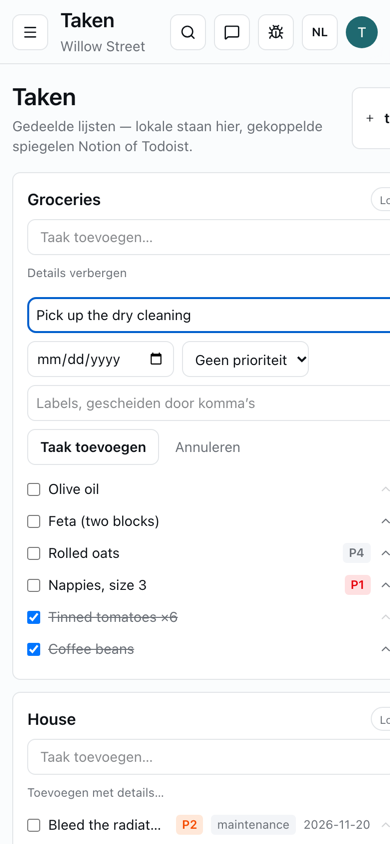 Taken
Willow Street
NL
T
Taken
Gedeelde lijsten — lokale staan hier, gekoppelde
spiegelen Notion of Todoist.
+
Groceries
Taak toevoegen…
Details verbergen
Pick up the dry cleaning
mm/dd/yyyy
Geen prioriteit
Labels, gescheiden door komma's
Taak toevoegen
Annuleren
Olive oil
Feta (two blocks)
Rolled oats P4
Nappies, size 3 P1
Tinned tomatoes ×6
Coffee beans
House
Taak toevoegen…
Toevoegen met details…
Bleed the radiat… P2 maintenance 2026-11-20